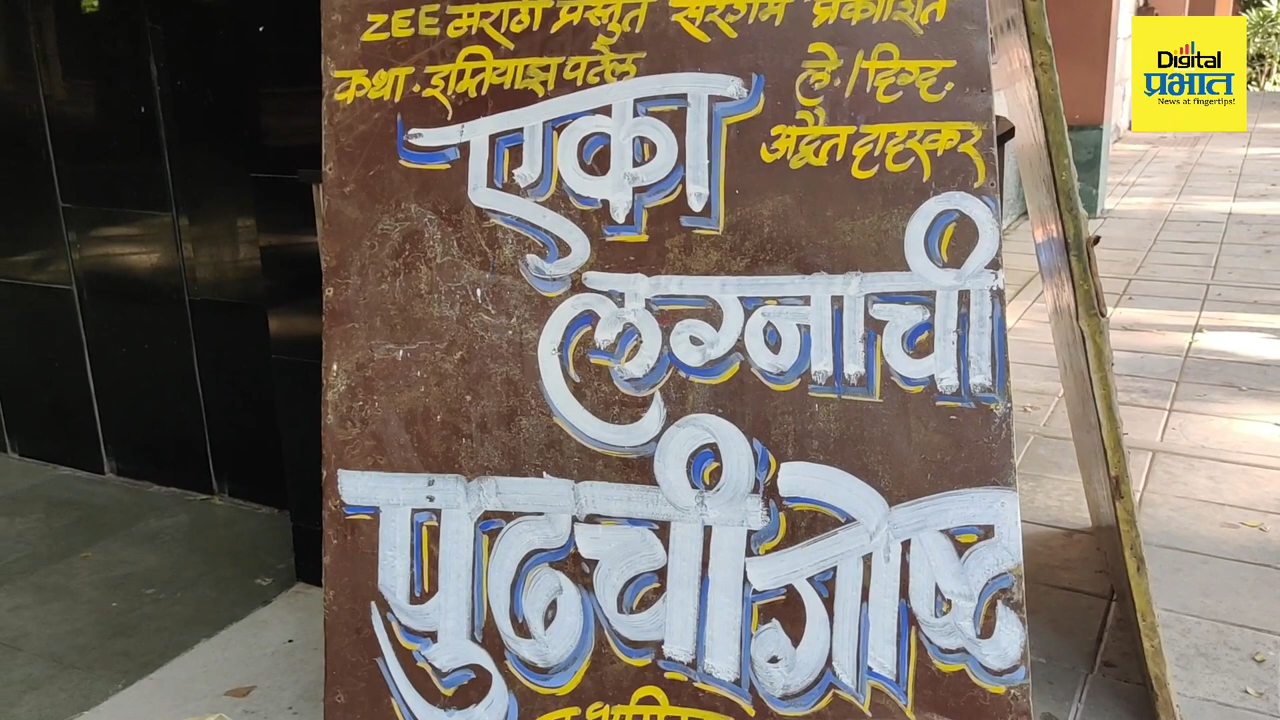 ZEE मराठी प्रस्तुत सरगम प्रकाशित
कथा. इम्तियाझ पटेल
ले./दिग्द.
अद्वैत दादरकर
एका
लग्नाची
पुढची गोष्ट
Digital
प्रभात
News at fingertips!